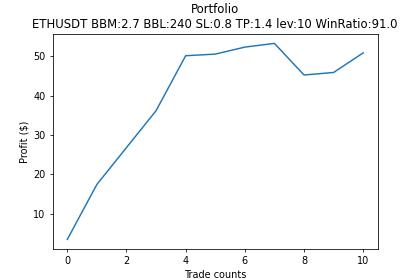 Portfolio
ETHUSDT BBM:2.7 BBL:240 SL:0.8 TP:1.4 lev:10 WinRatio:91.0
50
40
30
20
10
Profit ($)
0 2 4 6 8 10
Trade counts